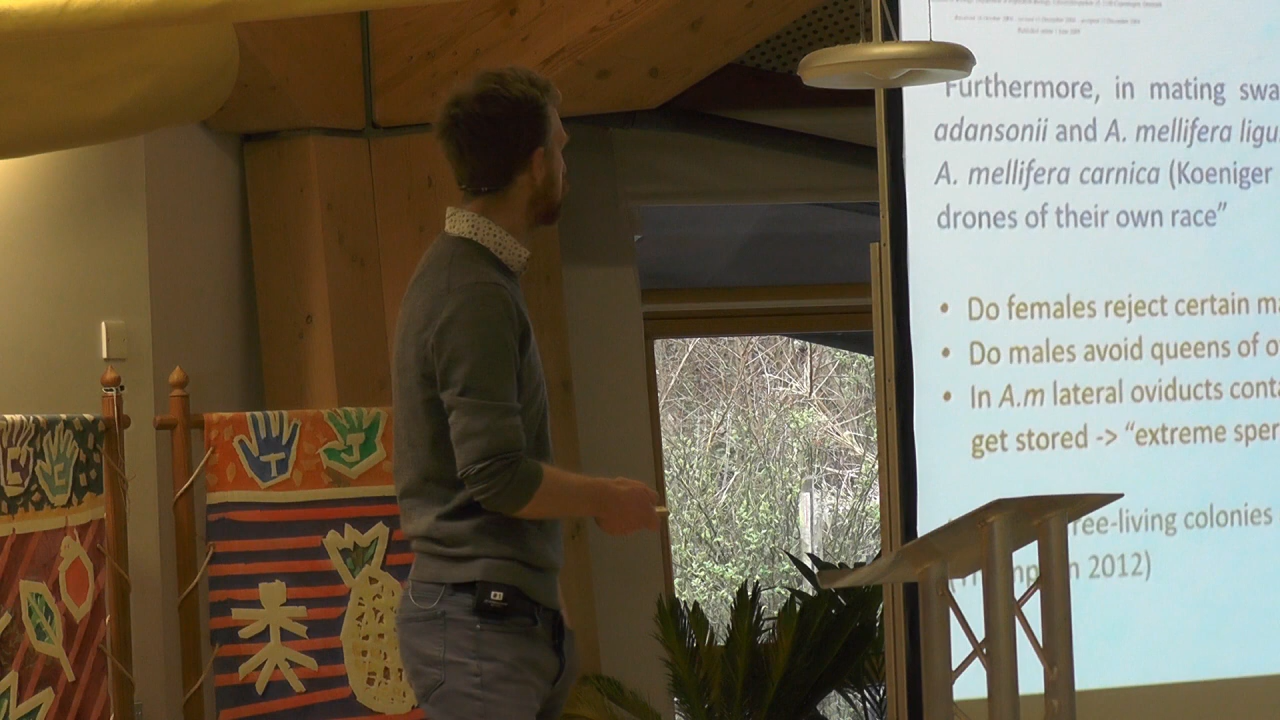 Furthermore, in mating swa
adansonii and A. mellifera ligu
A. mellifera carnica (Koeniger
drones of their own race”
• Do females reject certain ma
• Do males avoid queens of o
• In A.m lateral oviducts conta
get stored -> “extreme sper
ree-living colonies
n 2012)
T
J